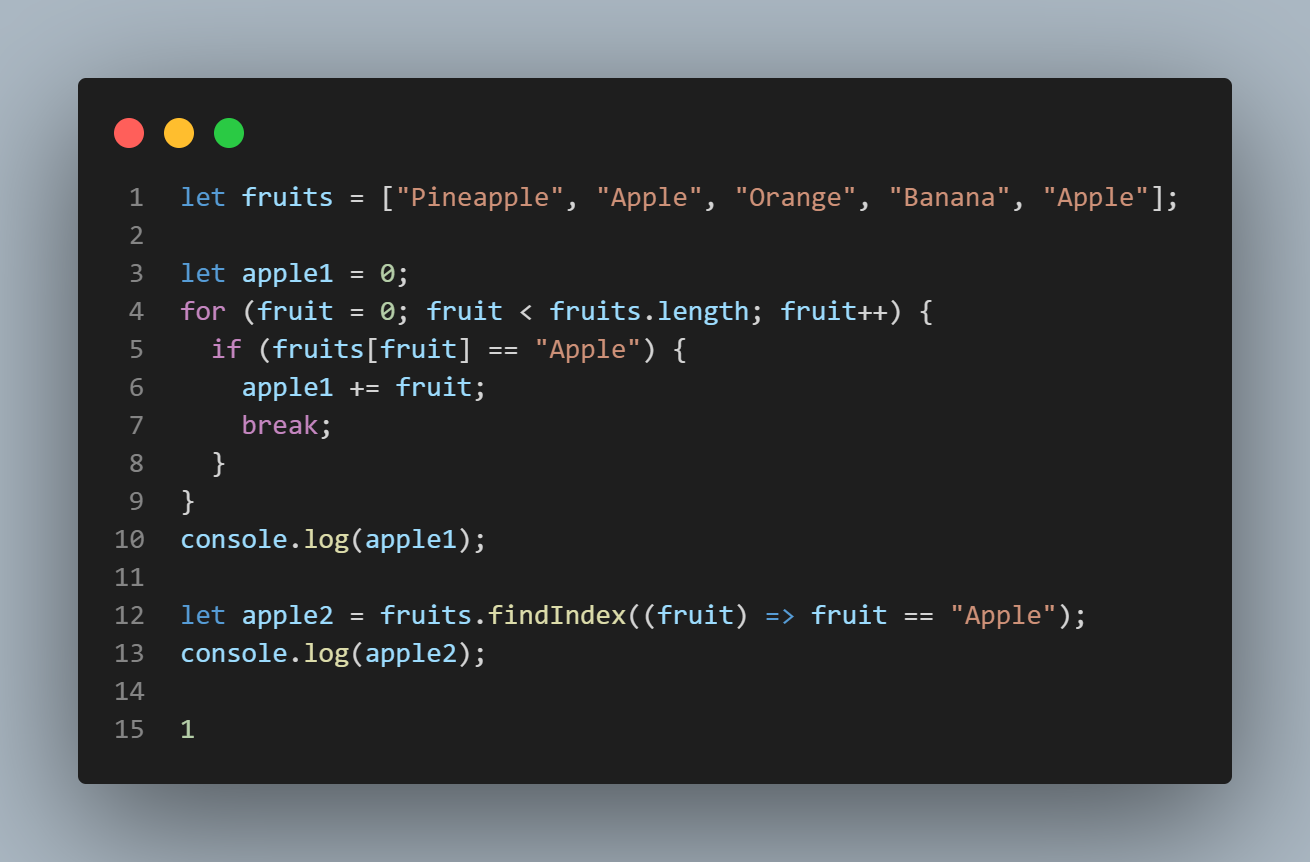 1 let fruits = ["Pineapple", "Apple", "Orange", "Banana", "Apple"];
2
3 let apple1 = 0;
4 for (fruit = 0; fruit < fruits.length; fruit++) {
5   if (fruits[fruit] == "Apple") {
6     apple1 += fruit;
7     break;
8   }
9 }
10 console.log(apple1);
11
12 let apple2 = fruits.findIndex((fruit) => fruit == "Apple");
13 console.log(apple2);
14
15 1